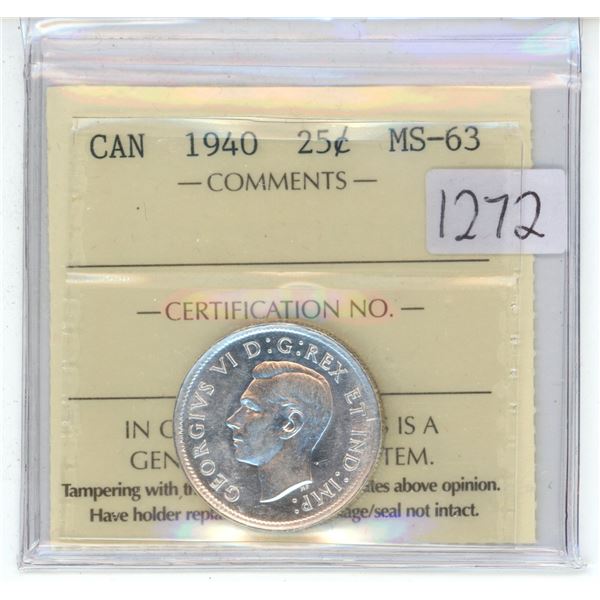 CAN 1940 25¢ MS-63
— COMMENTS —
1272
— CERTIFICATION NO. —
GEORGIVS VI D:G:REX ET IND:IMP:
IN C S IS A
GEN TEM.
Tampering with th ates above opinion.
Have holder repla age/seal not intact.